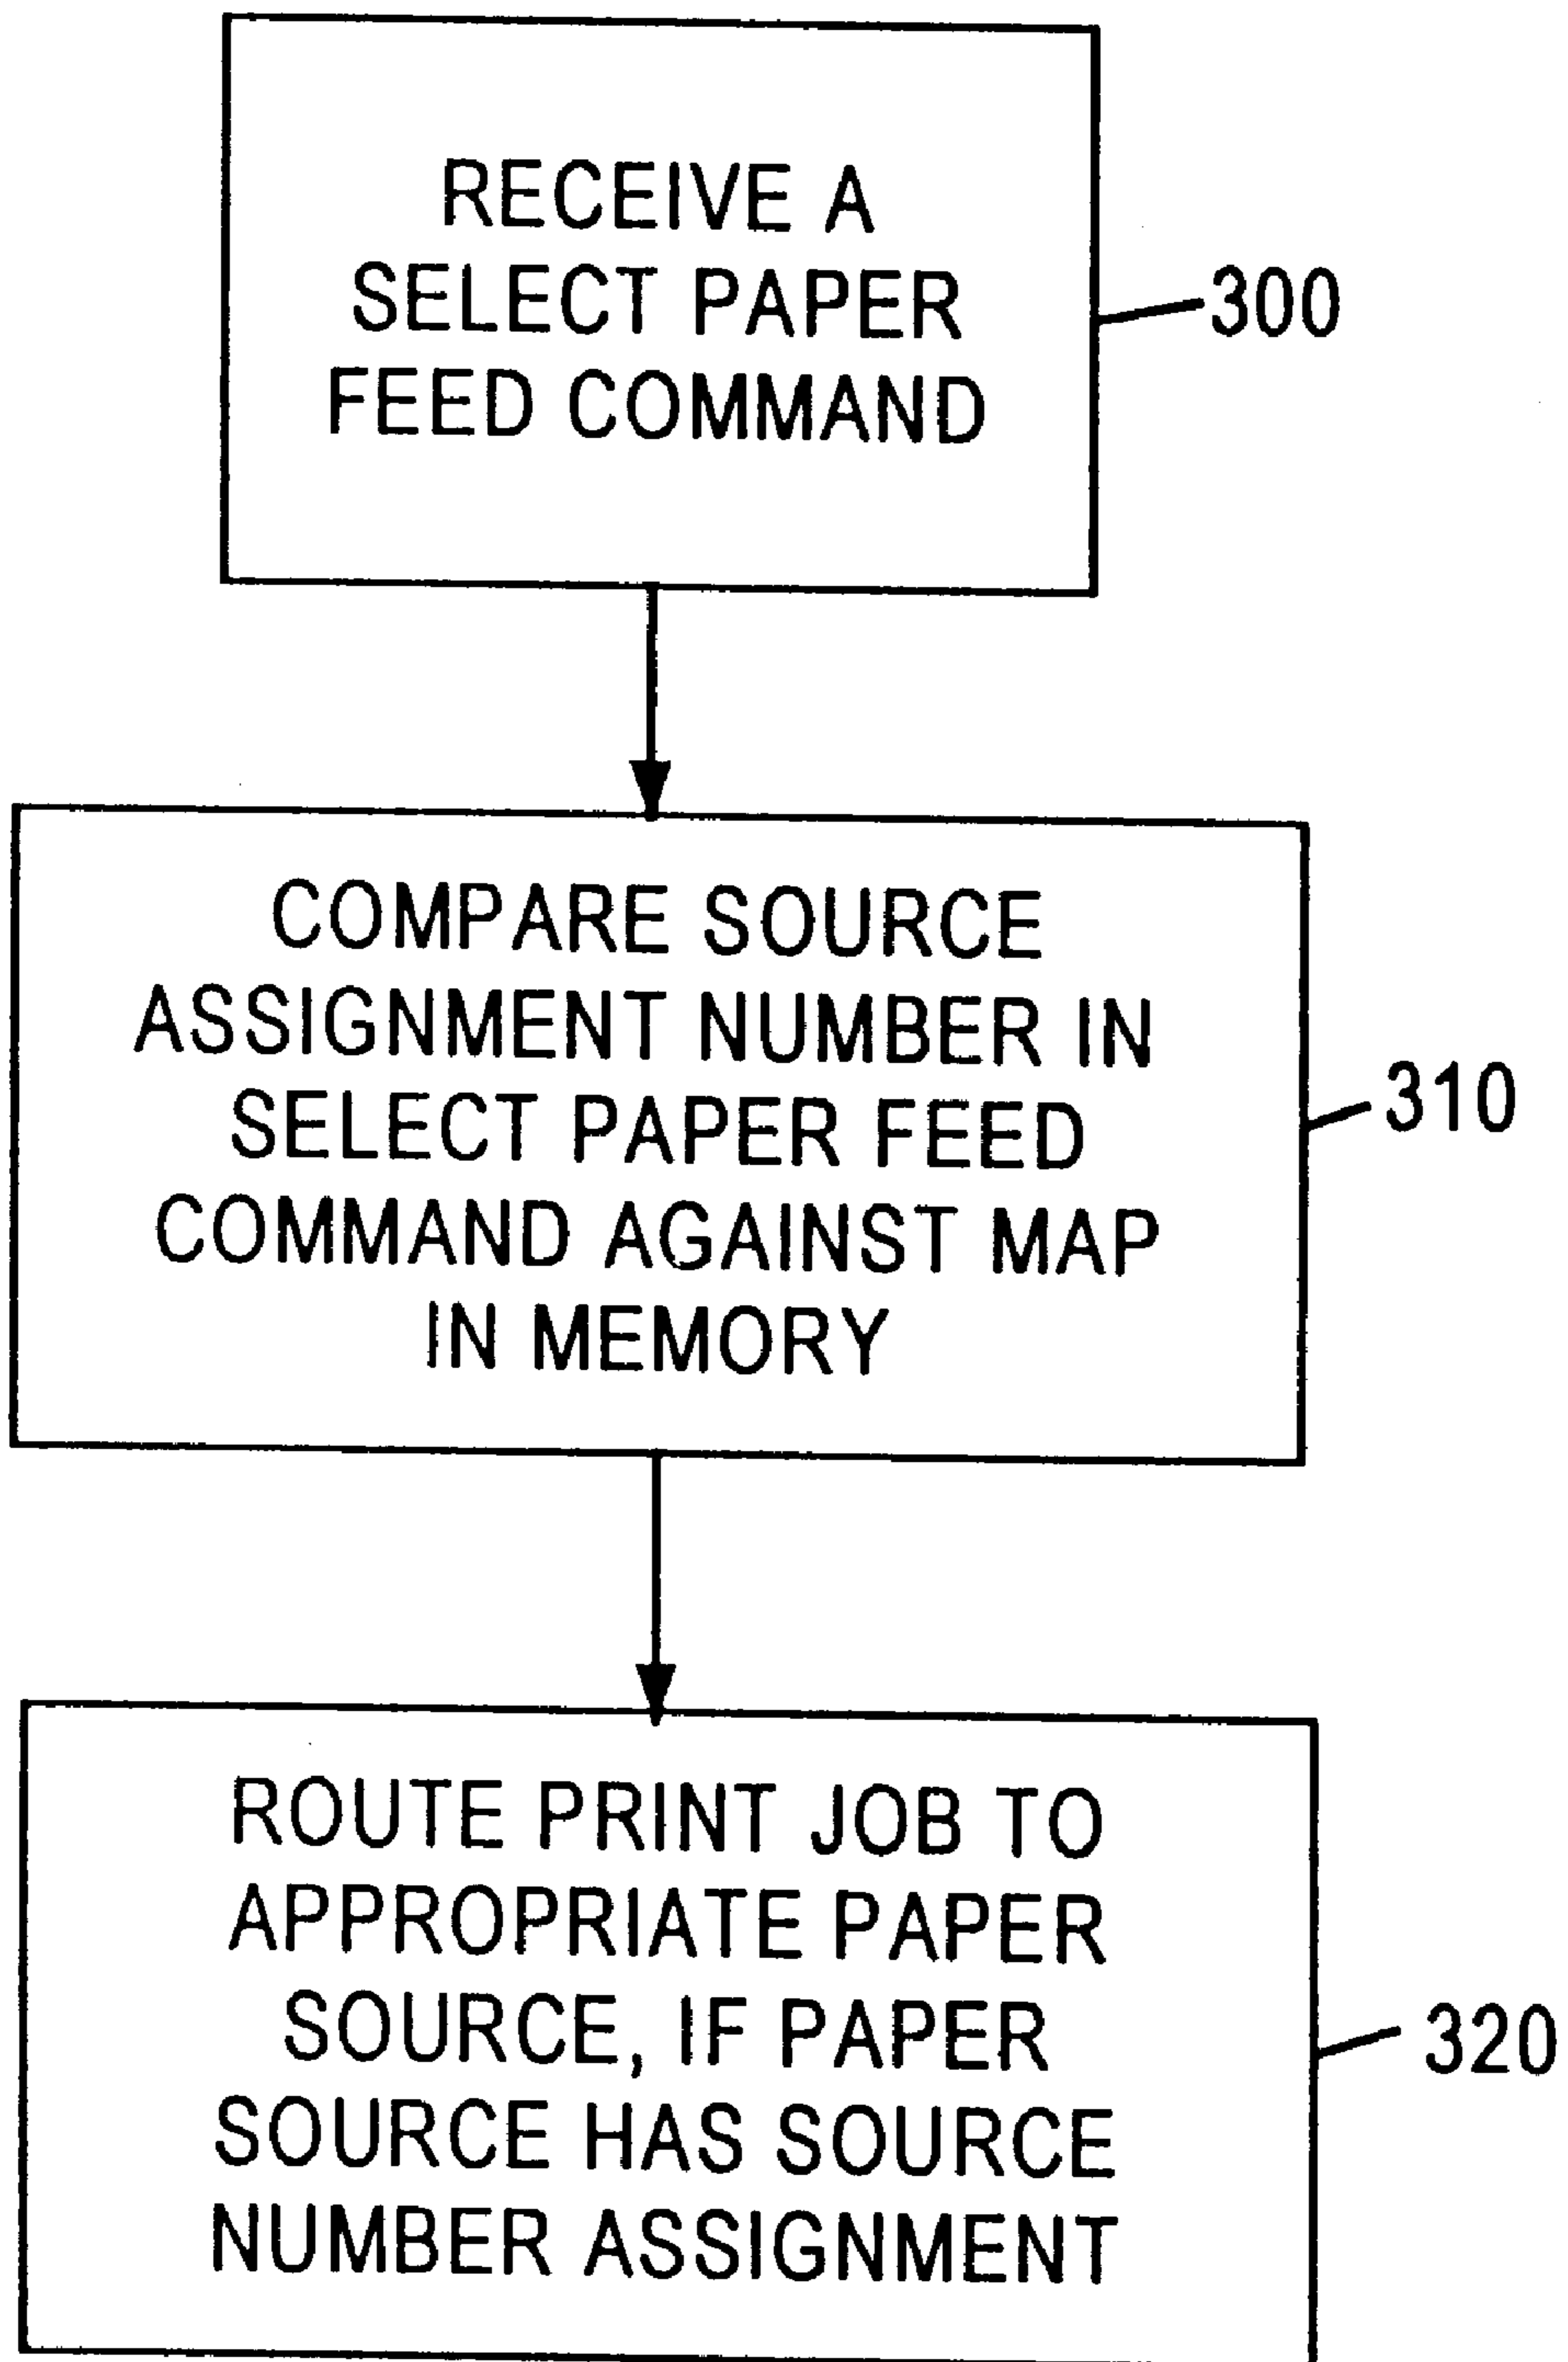 RECEIVE A
SELECT PAPER
FEED COMMAND
300
COMPARE SOURCE
ASSIGNMENT NUMBER IN
SELECT PAPER FEED
COMMAND AGAINST MAP
IN MEMORY
310
ROUTE PRINT JOB TO
APPROPRIATE PAPER
SOURCE, IF PAPER
SOURCE HAS SOURCE
NUMBER ASSIGNMENT
320